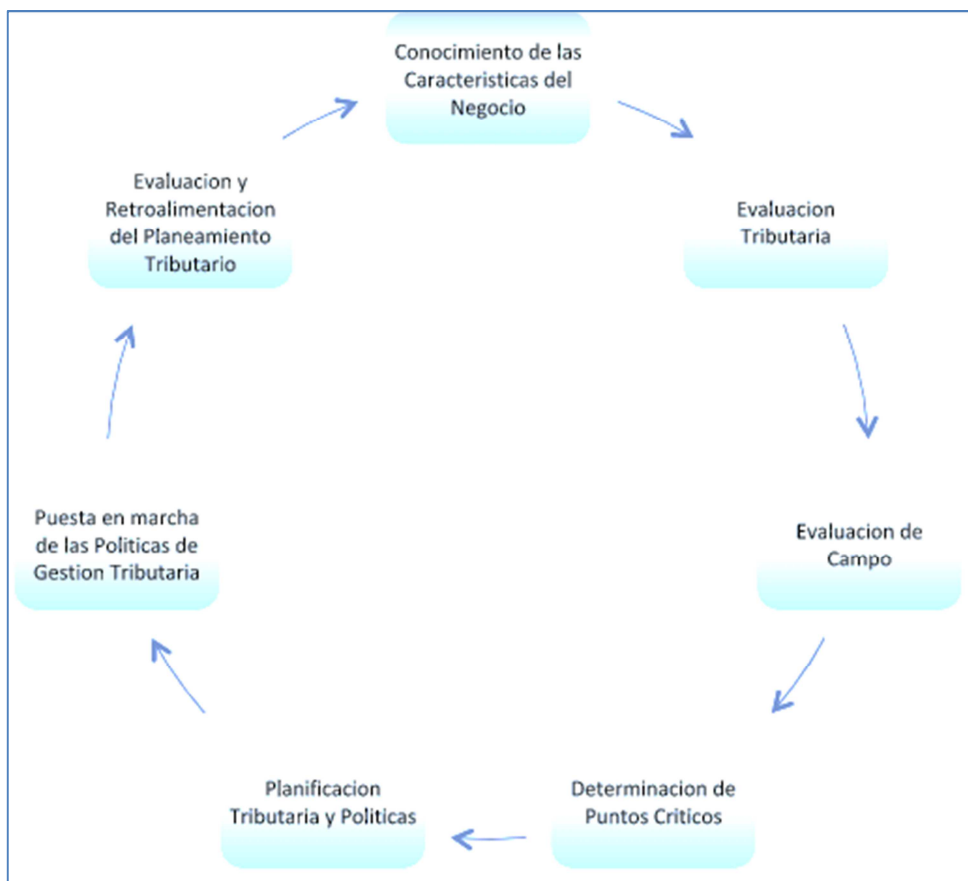 Conocimiento de las
Caracteristicas del
Negocio
Evaluacion
Tributaria
Evaluacion de
Campo
Determinacion de
Puntos Criticos
Planificacion
Tributaria y Politicas
Puesta en marcha
de las Politicas de
Gestion Tributaria
Evaluacion y
Retroalimentacion
del Planeamiento
Tributario